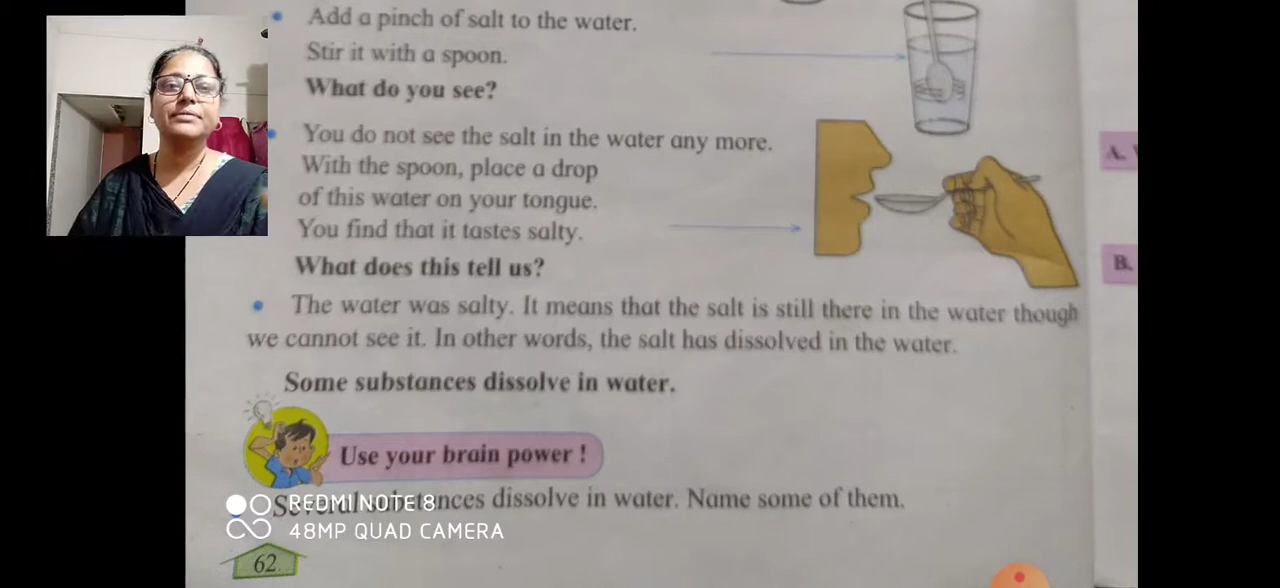 Add a pinch of salt to the water.
Stir it with a spoon.
What do you see?
You do not see the salt in the water any more.
With the spoon, place a drop
of this water on your tongue.
You find that it tastes salty.
What does this tell us?
The water was salty. It means that the salt is still there in the water though
we cannot see it. In other words, the salt has dissolved in the water.
Some substances dissolve in water.
Use your brain power !
Several substances dissolve in water. Name some of them.
REDMI NOTE 8
48MP QUAD CAMERA
62
A.
B.